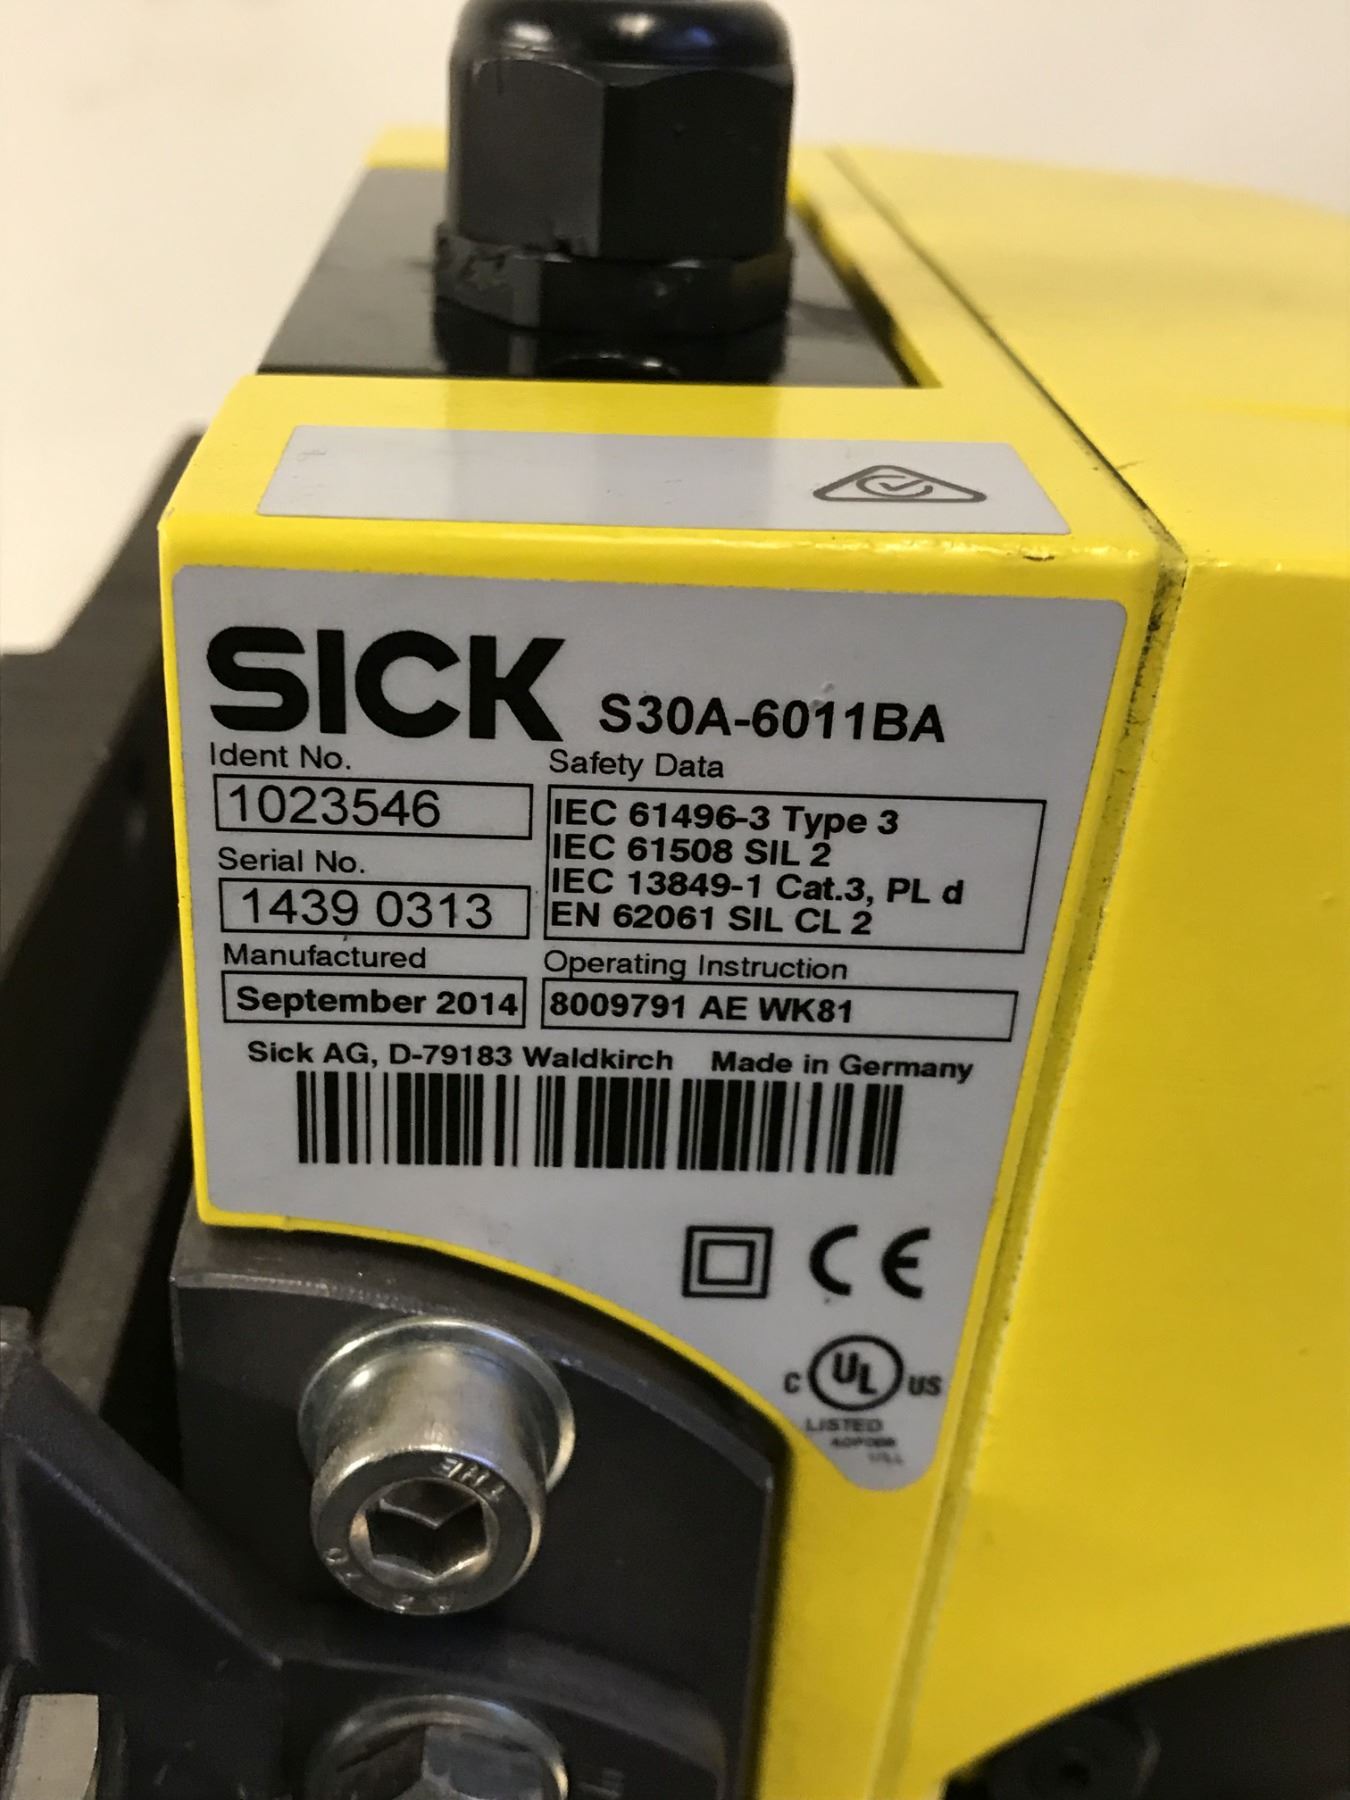 SICK S30A-6011BA
Ident No. Safety Data
1023546
IEC 61496-3 Type 3
IEC 61508 SIL 2
IEC 13849-1 Cat.3, PL d
EN 62061 SIL CL 2
Serial No.
1439 0313
Manufactured Operating Instruction
September 2014 8009791 AE WK81
Sick AG, D-79183 Waldkirch Made in Germany
CE
C UL US
LISTED
THE